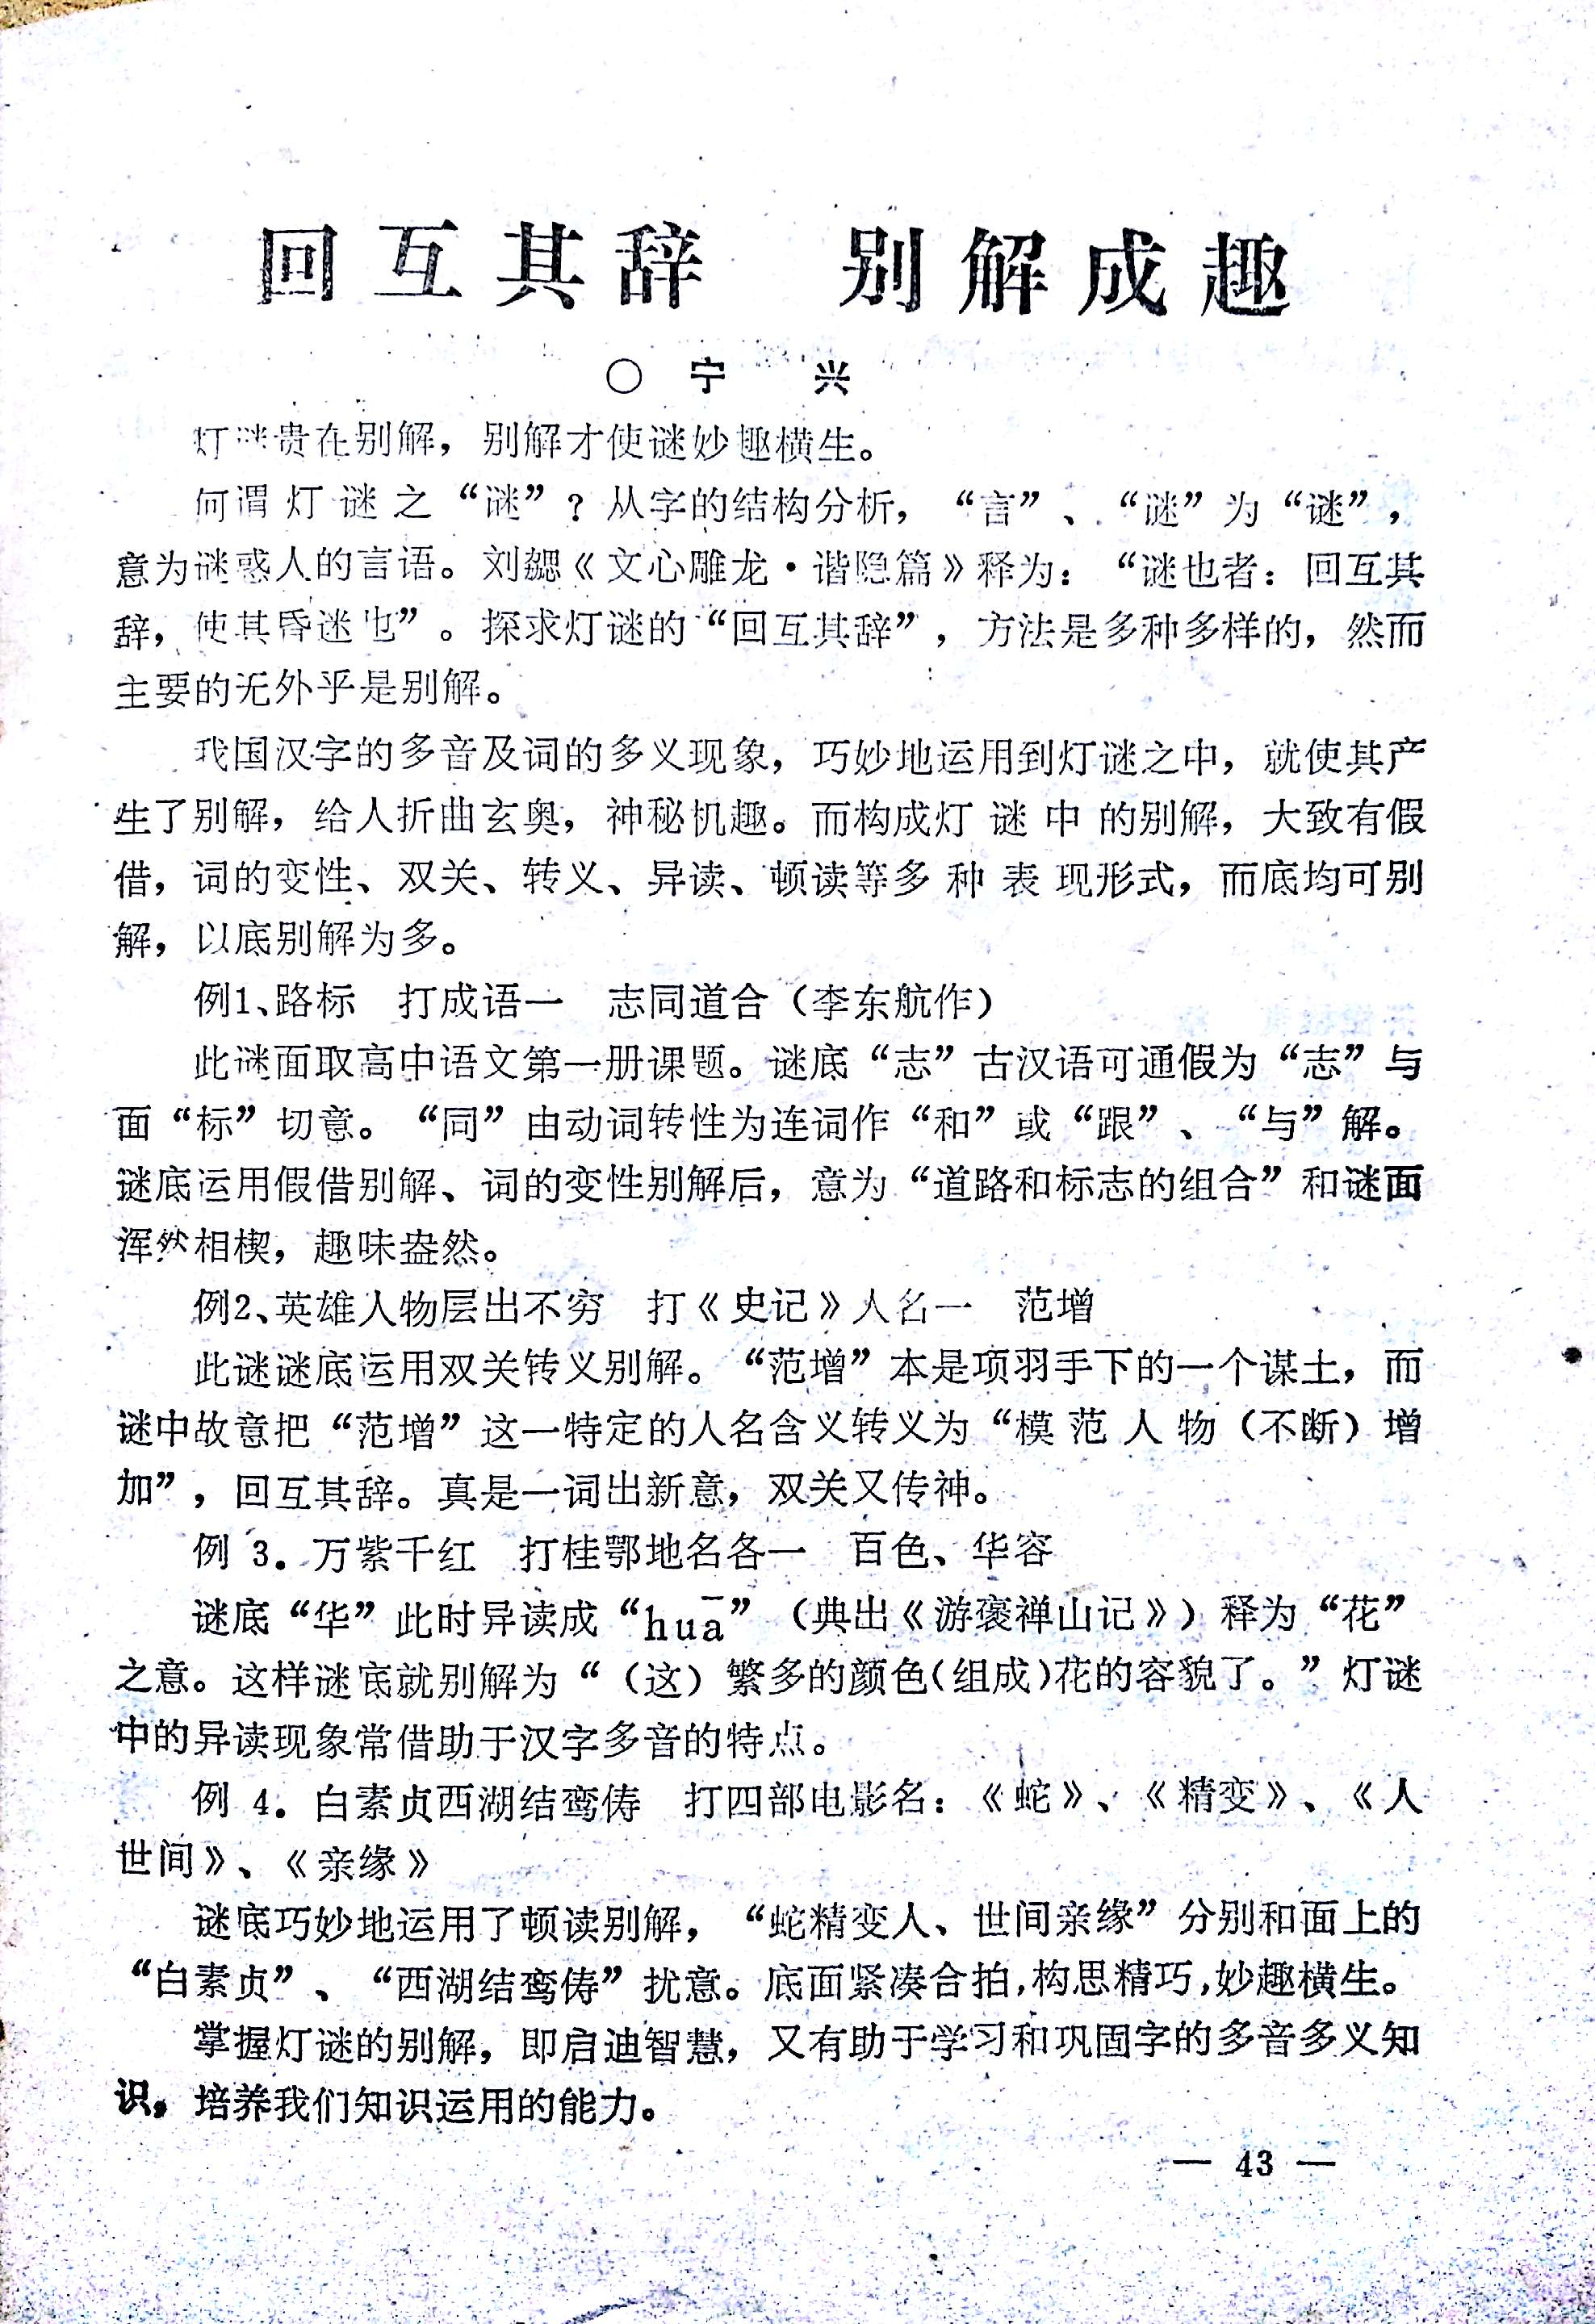 回互其辞　别解成趣
○宁　兴
灯谜贵在别解，别解才使谜妙趣横生。
何谓灯谜之“谜”？从字的结构分析，“言”、“谜”为“谜”，
意为谜惑人的言语。刘勰《文心雕龙·谐隐篇》释为：“谜也者：回互其
辞，使其昏迷也”。探求灯谜的“回互其辞”，方法是多种多样的，然而
主要的无外乎是别解。
我国汉字的多音及词的多义现象，巧妙地运用到灯谜之中，就使其产
生了别解，给人折曲玄奥，神秘机趣。而构成灯谜中的别解，大致有假
借，词的变性、双关、转义、异读、顿读等多种表现形式，而底均可别
解，以底别解为多。
例1、路标　打成语一　志同道合（李东航作）
此谜面取高中语文第一册课题。谜底“志”古汉语可通假为“志”与
面“标”切意。“同”由动词转性为连词作“和”或“跟”、“与”解。
谜底运用假借别解、词的变性别解后，意为“道路和标志的组合”和谜面
浑然相楔，趣味盎然。
例2、英雄人物层出不穷　打《史记》人名一　范增
此谜谜底运用双关转义别解。“范增”本是项羽手下的一个谋士，而
谜中故意把“范增”这一特定的人名含义转义为“模范人物（不断）增
加”，回互其辞。真是一词出新意，双关又传神。
例 3．万紫千红　打桂鄂地名各一　百色、华容
谜底“华”此时异读成“huā”（典出《游褒禅山记》）释为“花”
之意。这样谜底就别解为“（这）繁多的颜色(组成)花的容貌了。”灯谜
中的异读现象常借助于汉字多音的特点。
例 4．白素贞西湖结鸾俦　打四部电影名：《蛇》、《精变》、《人
世间》、《亲缘》
谜底巧妙地运用了顿读别解，“蛇精变人、世间亲缘”分别和面上的
“白素贞”、“西湖结鸾俦”扰意。底面紧凑合拍,构思精巧,妙趣横生。
掌握灯谜的别解，即启迪智慧，又有助于学习和巩固字的多音多义知
识，培养我们知识运用的能力。
— 43 —